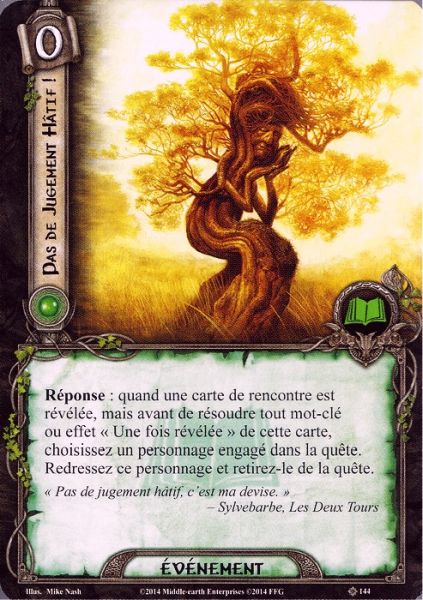 0
Pas de Jugement Hâtif !
Réponse : quand une carte de rencontre est
révélée, mais avant de résoudre tout mot-clé
ou effet « Une fois révélée » de cette carte,
choisissez un personnage engagé dans la quête.
Redressez ce personnage et retirez-le de la quête.
« Pas de jugement hâtif, c’est ma devise. »
– Sylvebarbe, Les Deux Tours
ÉVÉNEMENT
Illus. Mike Nash ©2014 Middle-earth Enterprises ©2014 FFG 144